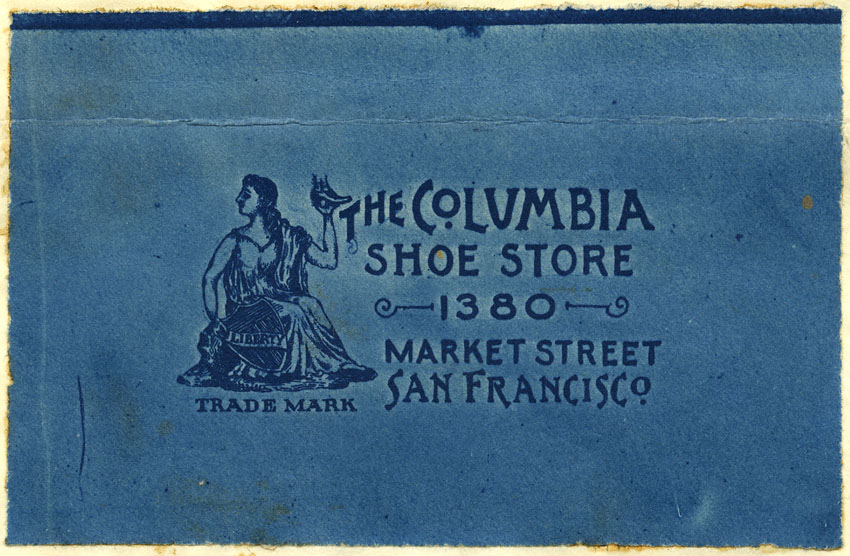 THE COLUMBIA
SHOE STORE
1380
MARKET STREET
SAN FRANCISCO
LIBERTY
TRADE MARK